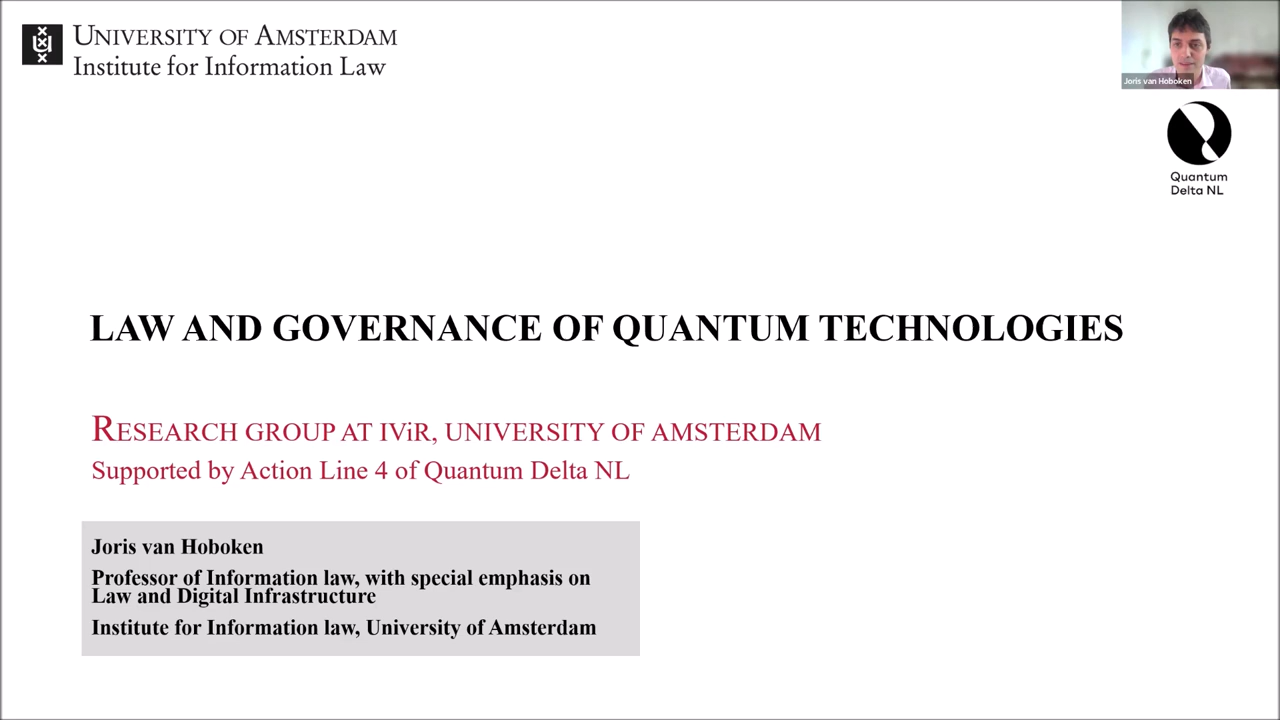 UNIVERSITY OF AMSTERDAM
Institute for Information Law
Joris van Hoboken
Quantum
Delta NL
LAW AND GOVERNANCE OF QUANTUM TECHNOLOGIES
RESEARCH GROUP AT IViR, UNIVERSITY OF AMSTERDAM
Supported by Action Line 4 of Quantum Delta NL
Joris van Hoboken
Professor of Information law, with special emphasis on
Law and Digital Infrastructure
Institute for Information law, University of Amsterdam